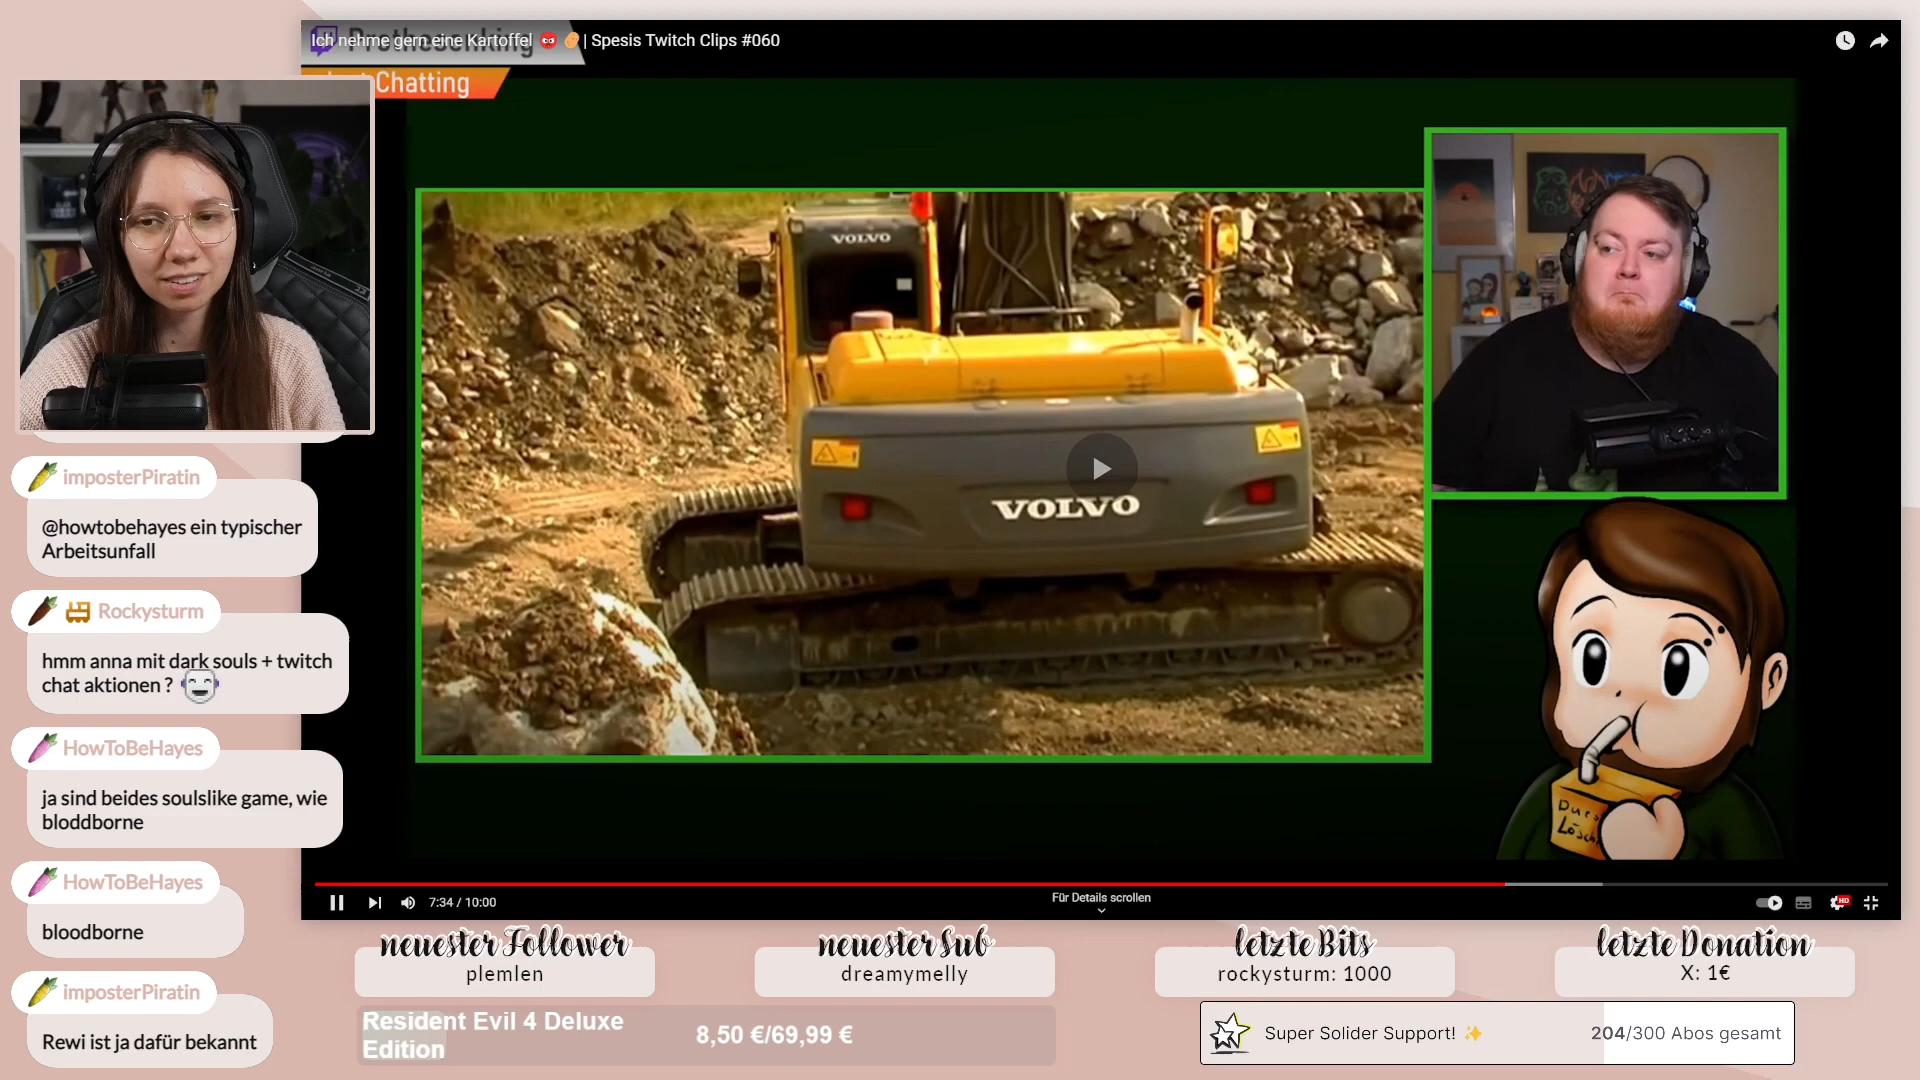 Ich nehme gern eine Kartoffel 😡 🥔 | Spesis Twitch Clips #060
Prothesenking
Chatting
VOLVO
VOLVO
Durs
Lösch
imposterPiratin
@howtobehayes ein typischer
Arbeitsunfall
Rockysturm
hmm anna mit dark souls + twitch
chat aktionen ?
HowToBeHayes
ja sind beides soulslike game, wie
bloddborne
HowToBeHayes
bloodborne
imposterPiratin
Rewi ist ja dafür bekannt
7:34 / 10:00
Für Details scrollen
HD
neuester Follower
plemlen
neuester Sub
dreamymelly
letzte Bits
rockysturm: 1000
letzte Donation
X: 1€
Resident Evil 4 Deluxe
Edition
8,50 €/69,99 €
Super Solider Support! ✨
204/300 Abos gesamt